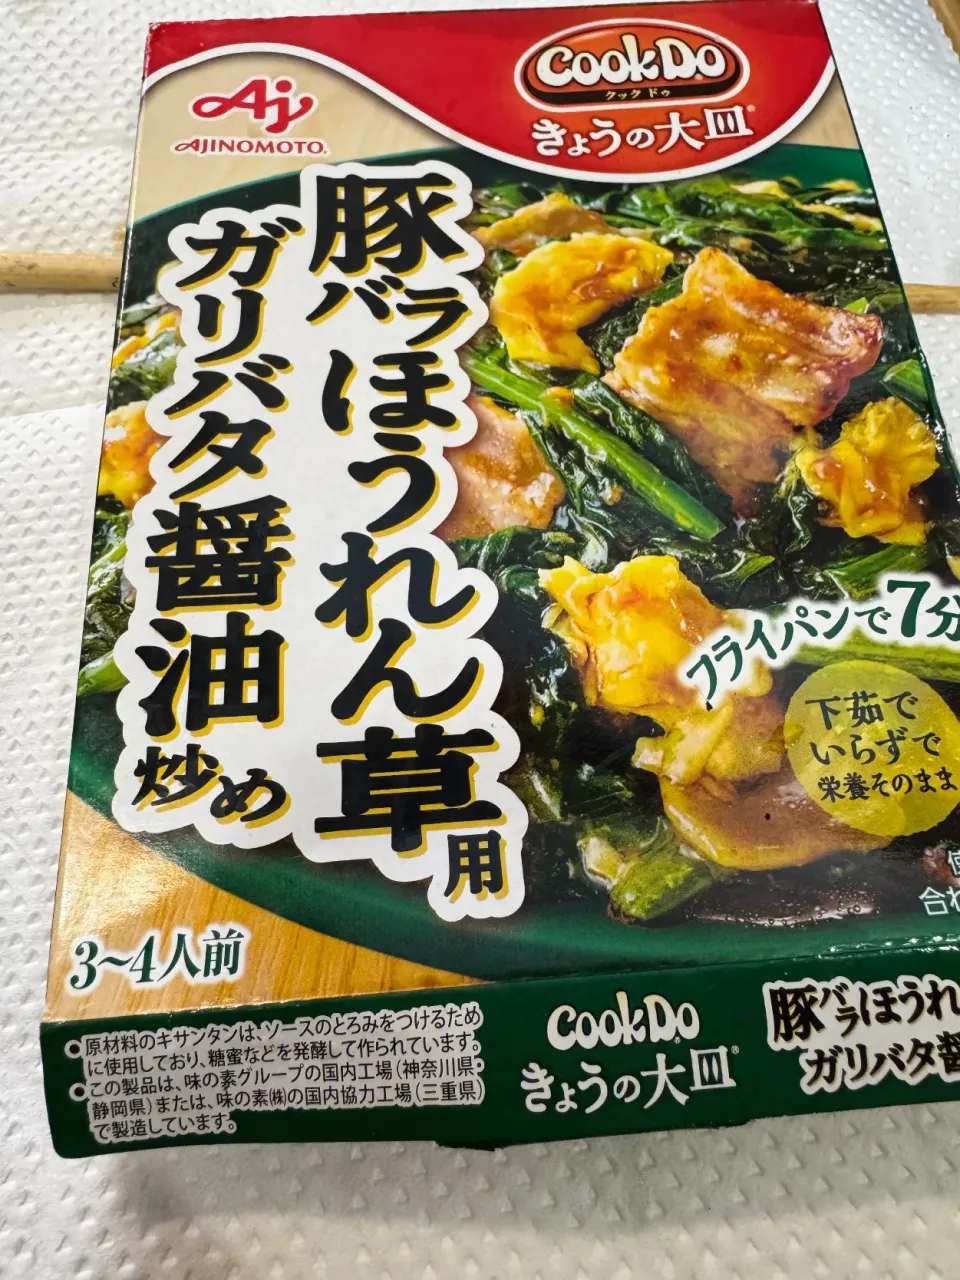 Aj
AJINOMOTO®
CookDo
クックドゥ
きょうの大皿®
豚バラほうれん草用
ガリバタ醤油炒め
フライパンで7分
下茹で
いらずで
栄養そのまま
合わ
3~4人前
●原材料のキサンタンは、ソースのとろみをつけるため
に使用しており、糖蜜などを発酵して作られています。
●この製品は、味の素グループの国内工場(神奈川県・
静岡県)または、味の素㈱の国内協力工場(三重県)
で製造しています。
CookDo®
きょうの大皿®
豚バラほうれ
ガリバタ醤